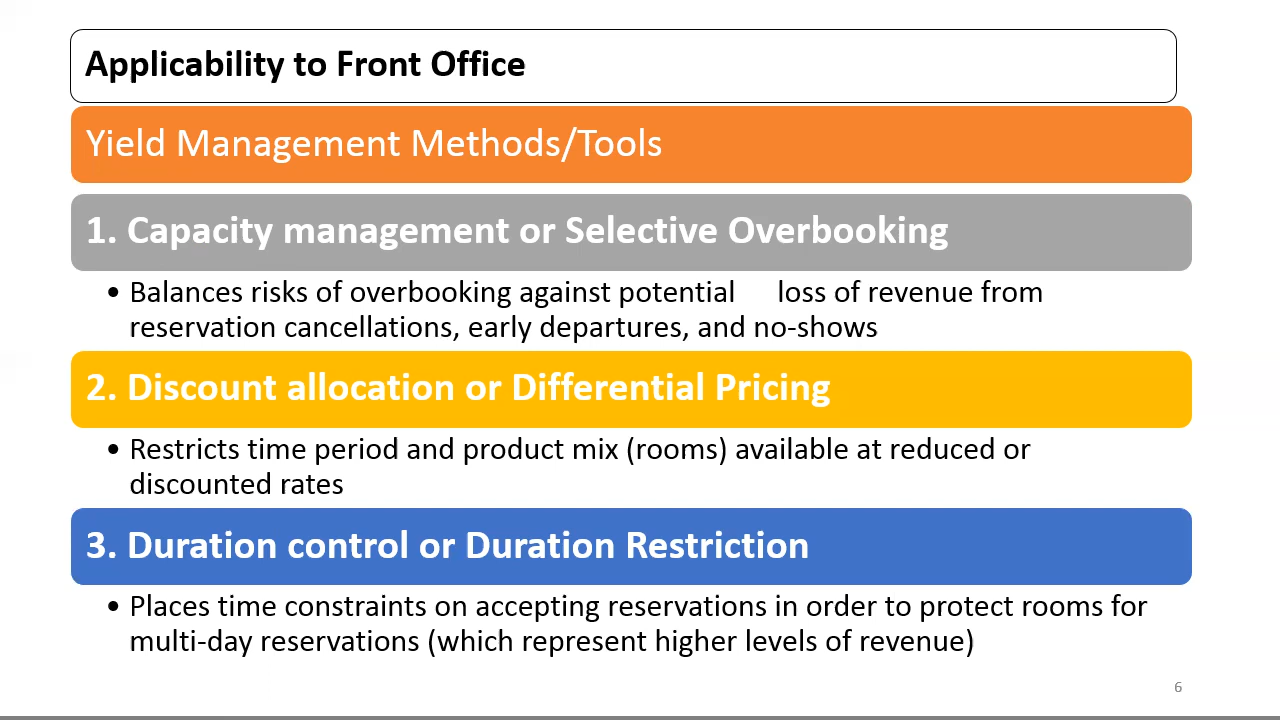 Applicability to Front Office
Yield Management Methods/Tools
1. Capacity management or Selective Overbooking
• Balances risks of overbooking against potential loss of revenue from
reservation cancellations, early departures, and no-shows
2. Discount allocation or Differential Pricing
• Restricts time period and product mix (rooms) available at reduced or
discounted rates
3. Duration control or Duration Restriction
• Places time constraints on accepting reservations in order to protect rooms for
multi-day reservations (which represent higher levels of revenue)
6